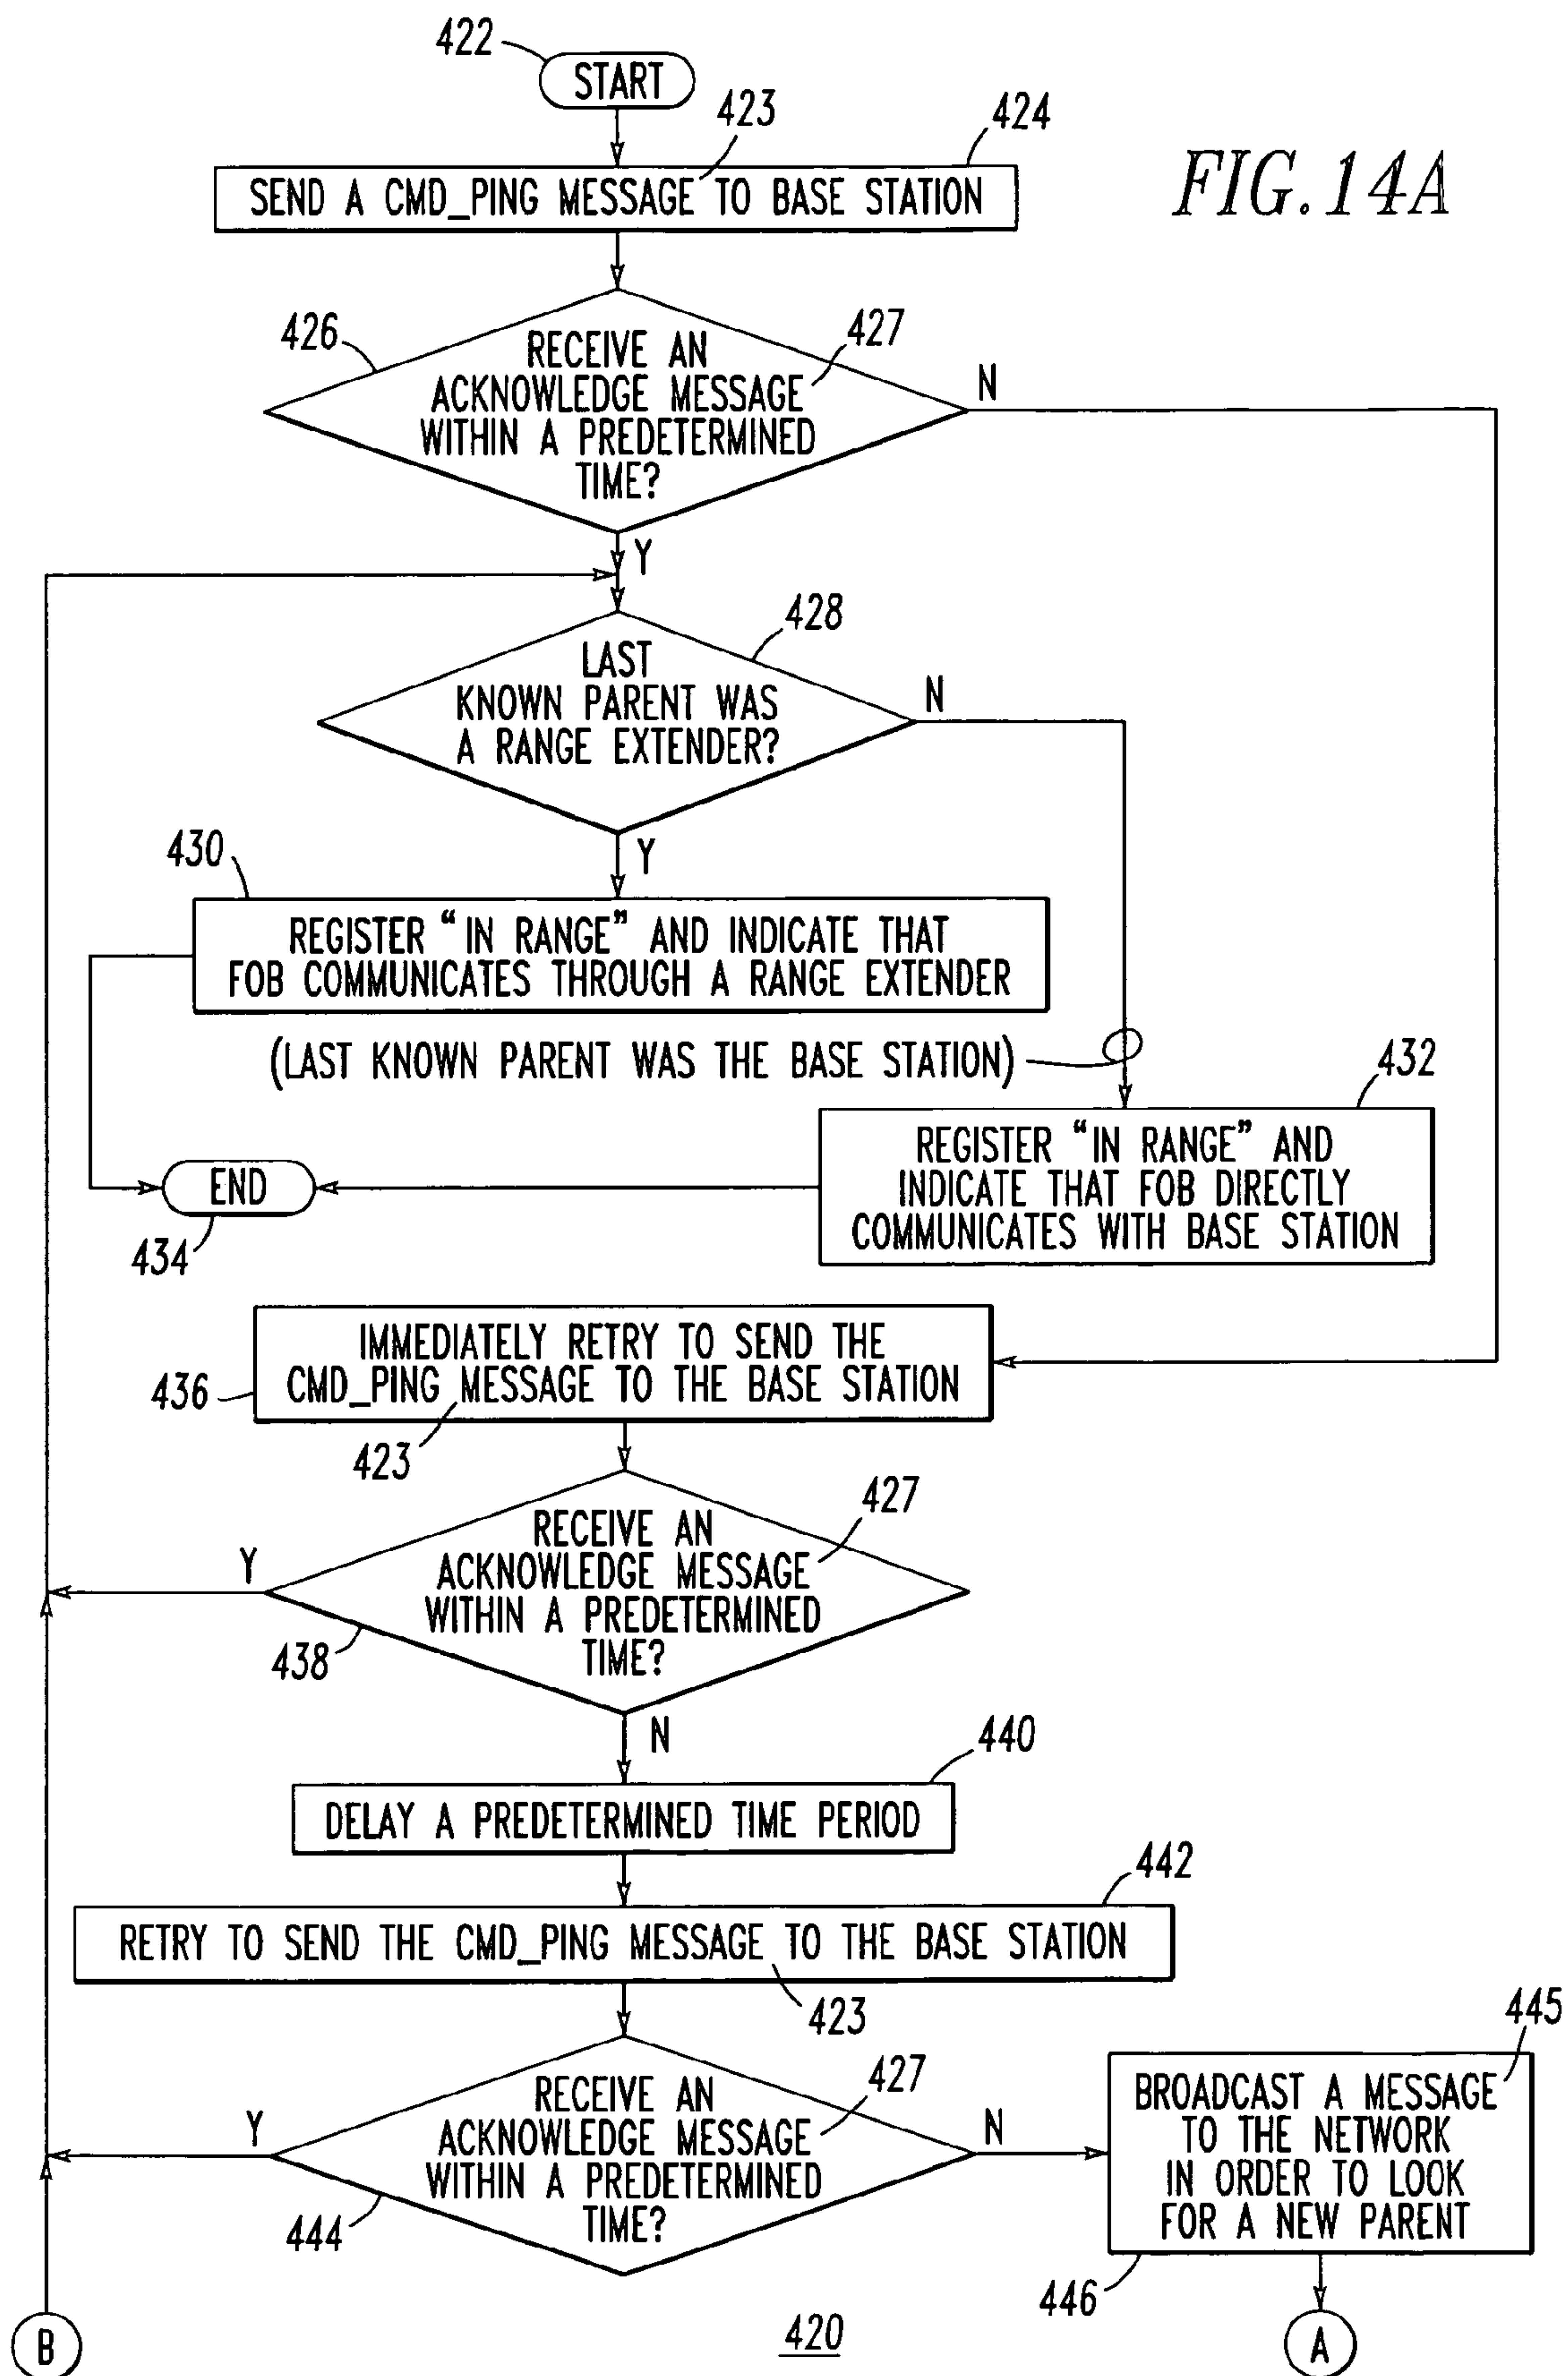 422
START
423
424
FIG. 14A
SEND A CMD_PING MESSAGE TO BASE STATION
426
427
RECEIVE AN
ACKNOWLEDGE MESSAGE
WITHIN A PREDETERMINED
TIME?
N
Y
428
LAST
KNOWN PARENT WAS
A RANGE EXTENDER?
N
Y
430
REGISTER “IN RANGE” AND INDICATE THAT
FOB COMMUNICATES THROUGH A RANGE EXTENDER
(LAST KNOWN PARENT WAS THE BASE STATION)
432
REGISTER “IN RANGE” AND
INDICATE THAT FOB DIRECTLY
COMMUNICATES WITH BASE STATION
END
434
IMMEDIATELY RETRY TO SEND THE
CMD_PING MESSAGE TO THE BASE STATION
436
423
427
RECEIVE AN
ACKNOWLEDGE MESSAGE
WITHIN A PREDETERMINED
TIME?
Y
438
N
440
DELAY A PREDETERMINED TIME PERIOD
442
RETRY TO SEND THE CMD_PING MESSAGE TO THE BASE STATION
423
445
427
RECEIVE AN
ACKNOWLEDGE MESSAGE
WITHIN A PREDETERMINED
TIME?
Y
N
444
BROADCAST A MESSAGE
TO THE NETWORK
IN ORDER TO LOOK
FOR A NEW PARENT
446
B
420
A